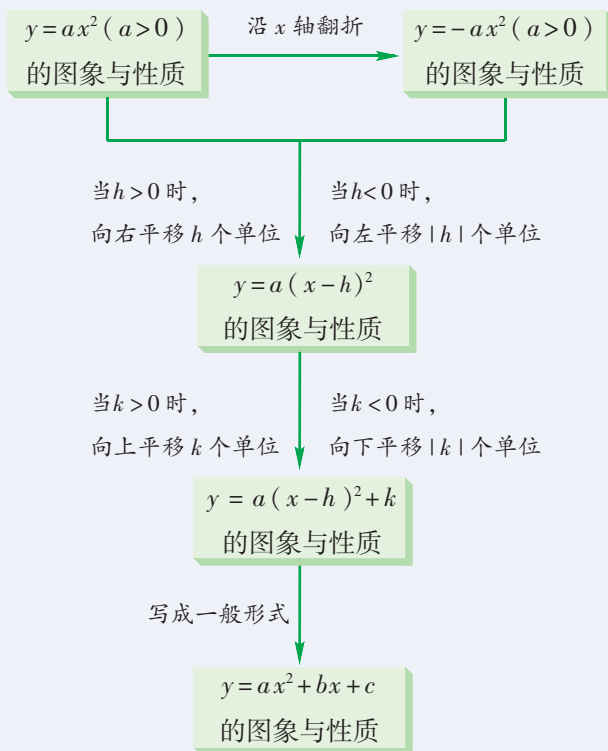 y=ax²(a>0)
的图象与性质
沿x轴翻折
y=-ax²(a>0)
的图象与性质
当h>0时,
向右平移h个单位
当h<0时,
向左平移|h|个单位
y=a(x-h)²
的图象与性质
当k>0时,
向上平移k个单位
当k<0时,
向下平移|k|个单位
y=a(x-h)²+k
的图象与性质
写成一般形式
y=ax²+bx+c
的图象与性质